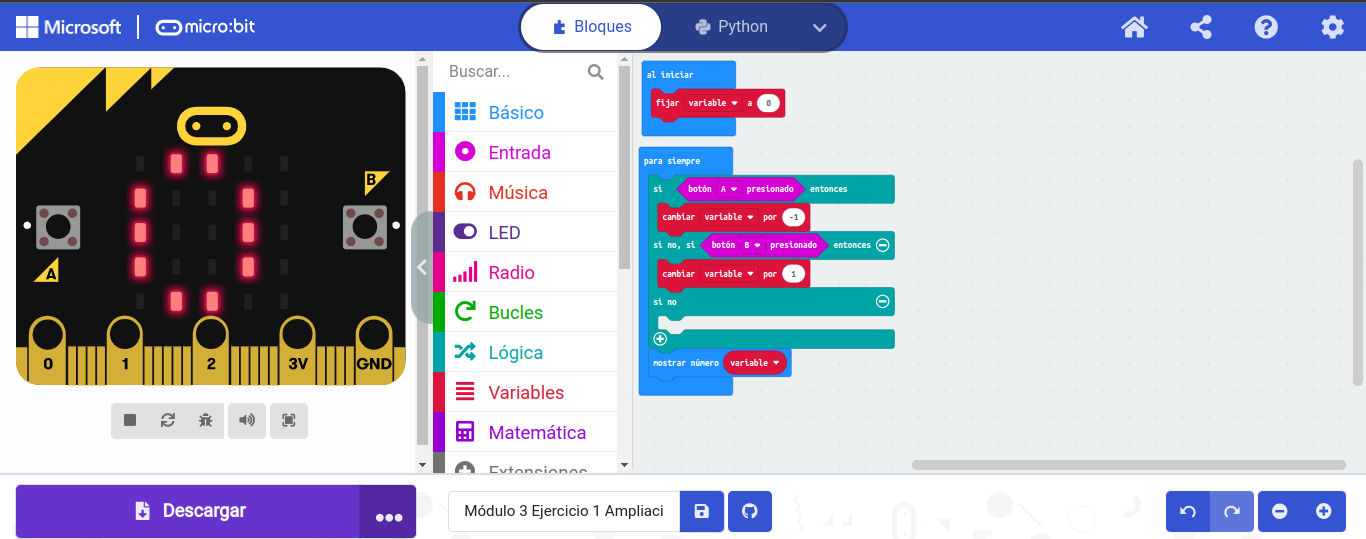 Microsoft micro:bit Bloques Python
B
A
0 1 2 3V GND
Buscar...
Básico
Entrada
Música
LED
Radio
Bucles
Lógica
Variables
Matemática
Extensiones
al iniciar
fijar variable a 0
para siempre
si botón A presionado entonces
cambiar variable por -1
si no, si botón B presionado entonces
cambiar variable por 1
si no
mostrar número variable
Descargar ... Módulo 3 Ejercicio 1 Ampliaci